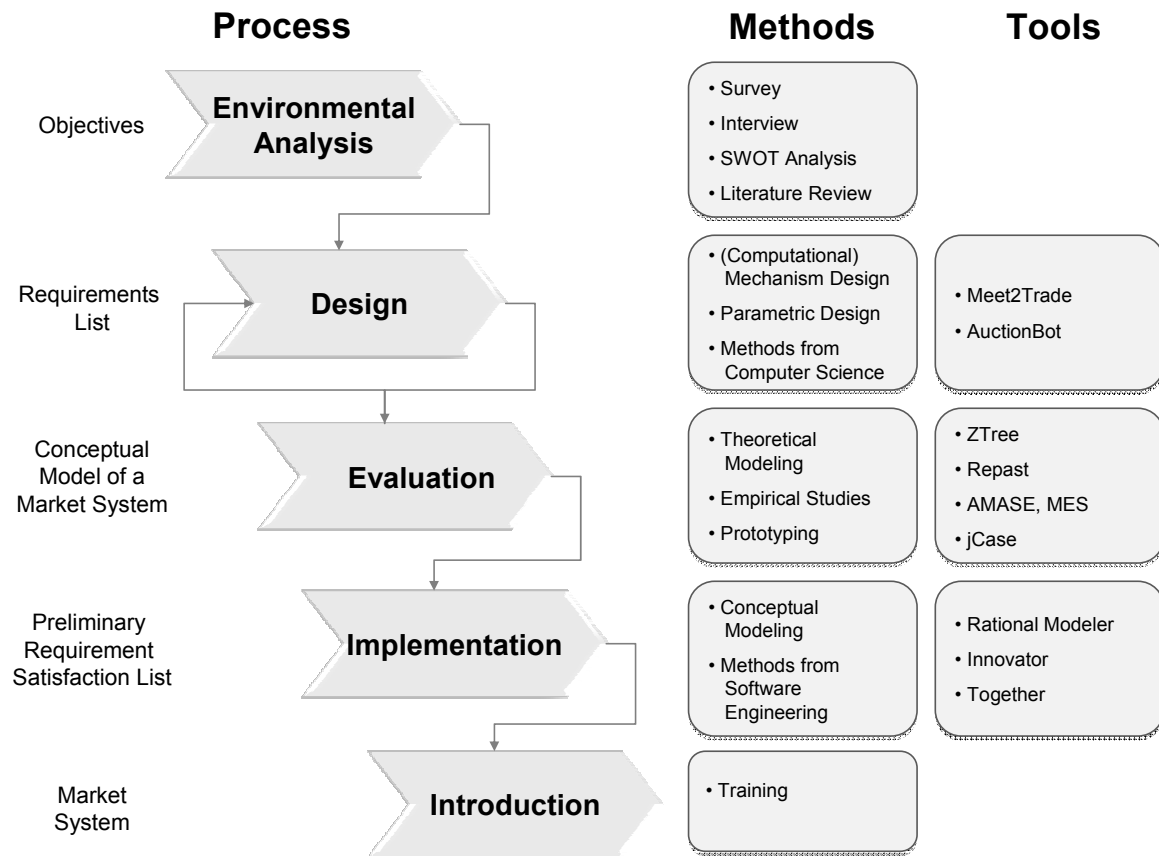 Process
Methods
Tools
Objectives
Environmental
Analysis
• Survey
• Interview
• SWOT Analysis
• Literature Review
Requirements
List
Design
• (Computational)
Mechanism Design
• Parametric Design
• Methods from
Computer Science
• Meet2Trade
• AuctionBot
Conceptual
Model of a
Market System
Evaluation
• Theoretical
Modeling
• Empirical Studies
• Prototyping
• ZTree
• Repast
• AMASE, MES
• jCase
Preliminary
Requirement
Satisfaction List
Implementation
• Conceptual
Modeling
• Methods from
Software
Engineering
• Rational Modeler
• Innovator
• Together
Market
System
Introduction
• Training